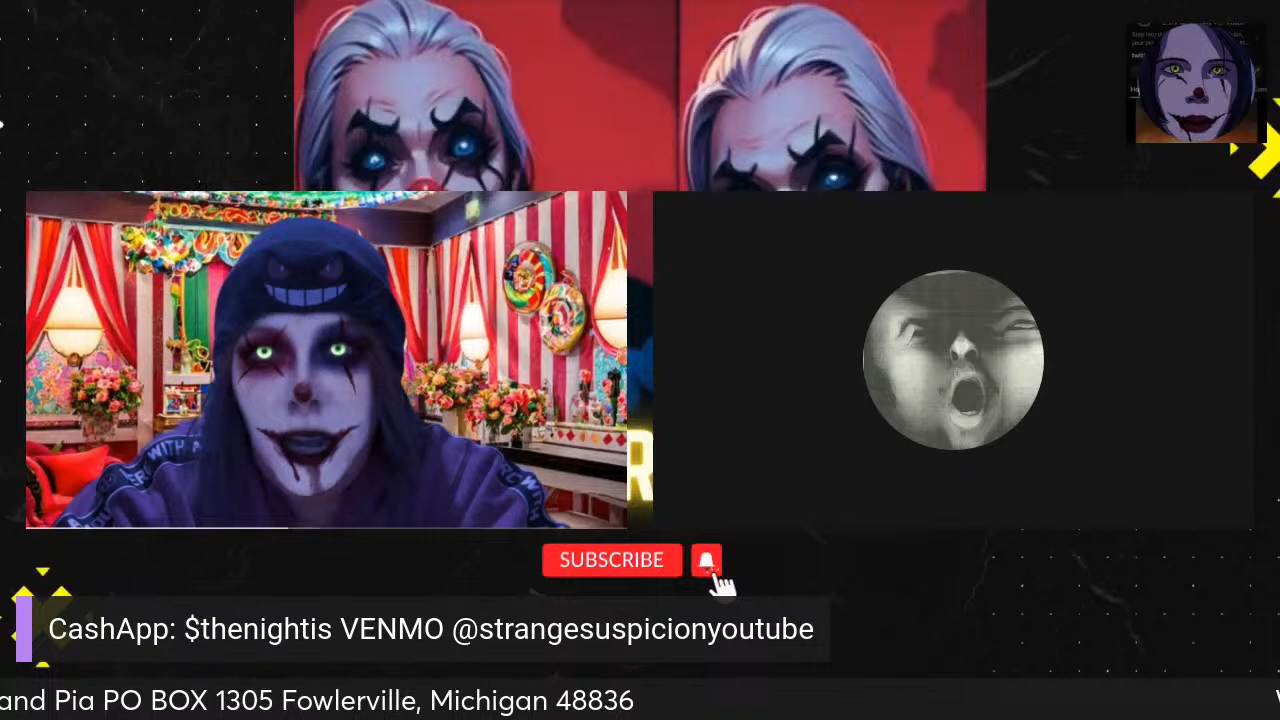 SUBSCRIBE
CashApp: $thenightis VENMO @strangesuspicionyoutube
and Pia PO BOX 1305 Fowlerville, Michigan 48836